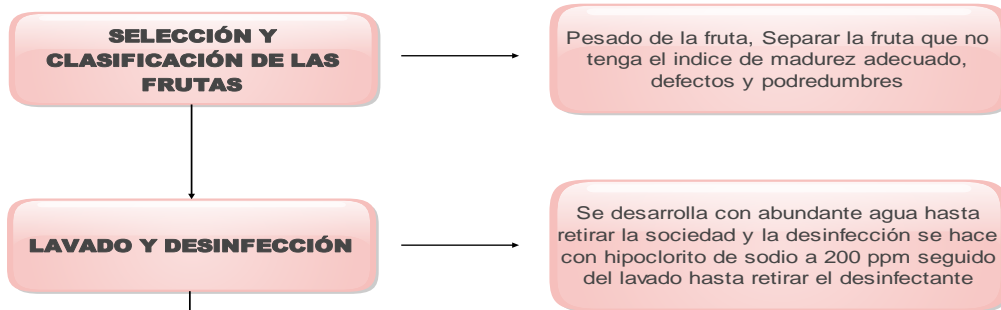 SELECCIÓN Y
CLASIFICACIÓN DE LAS
FRUTAS
Pesado de la fruta, Separar la fruta que no
tenga el indice de madurez adecuado,
defectos y podredumbres
LAVADO Y DESINFECCIÓN
Se desarrolla con abundante agua hasta
retirar la sociedad y la desinfección se hace
con hipoclorito de sodio a 200 ppm seguido
del lavado hasta retirar el desinfectante